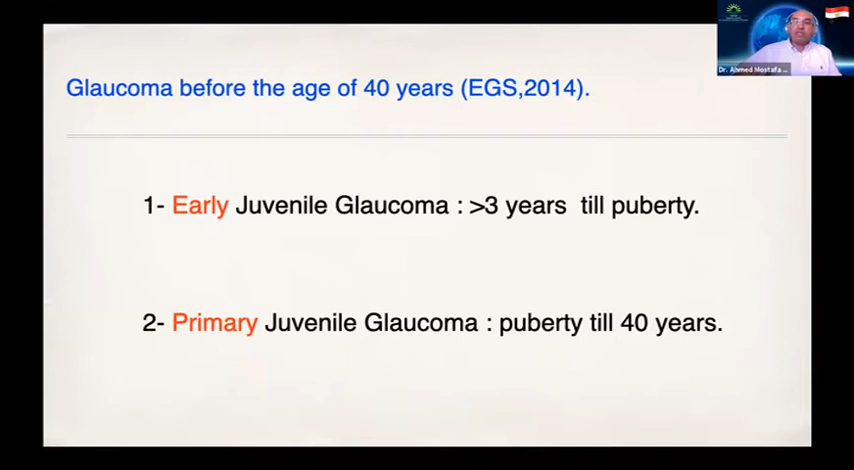 Glaucoma before the age of 40 years (EGS,2014).
1- Early Juvenile Glaucoma : >3 years till puberty.
2- Primary Juvenile Glaucoma : puberty till 40 years.
Dr. Ahmed Mostafa ...